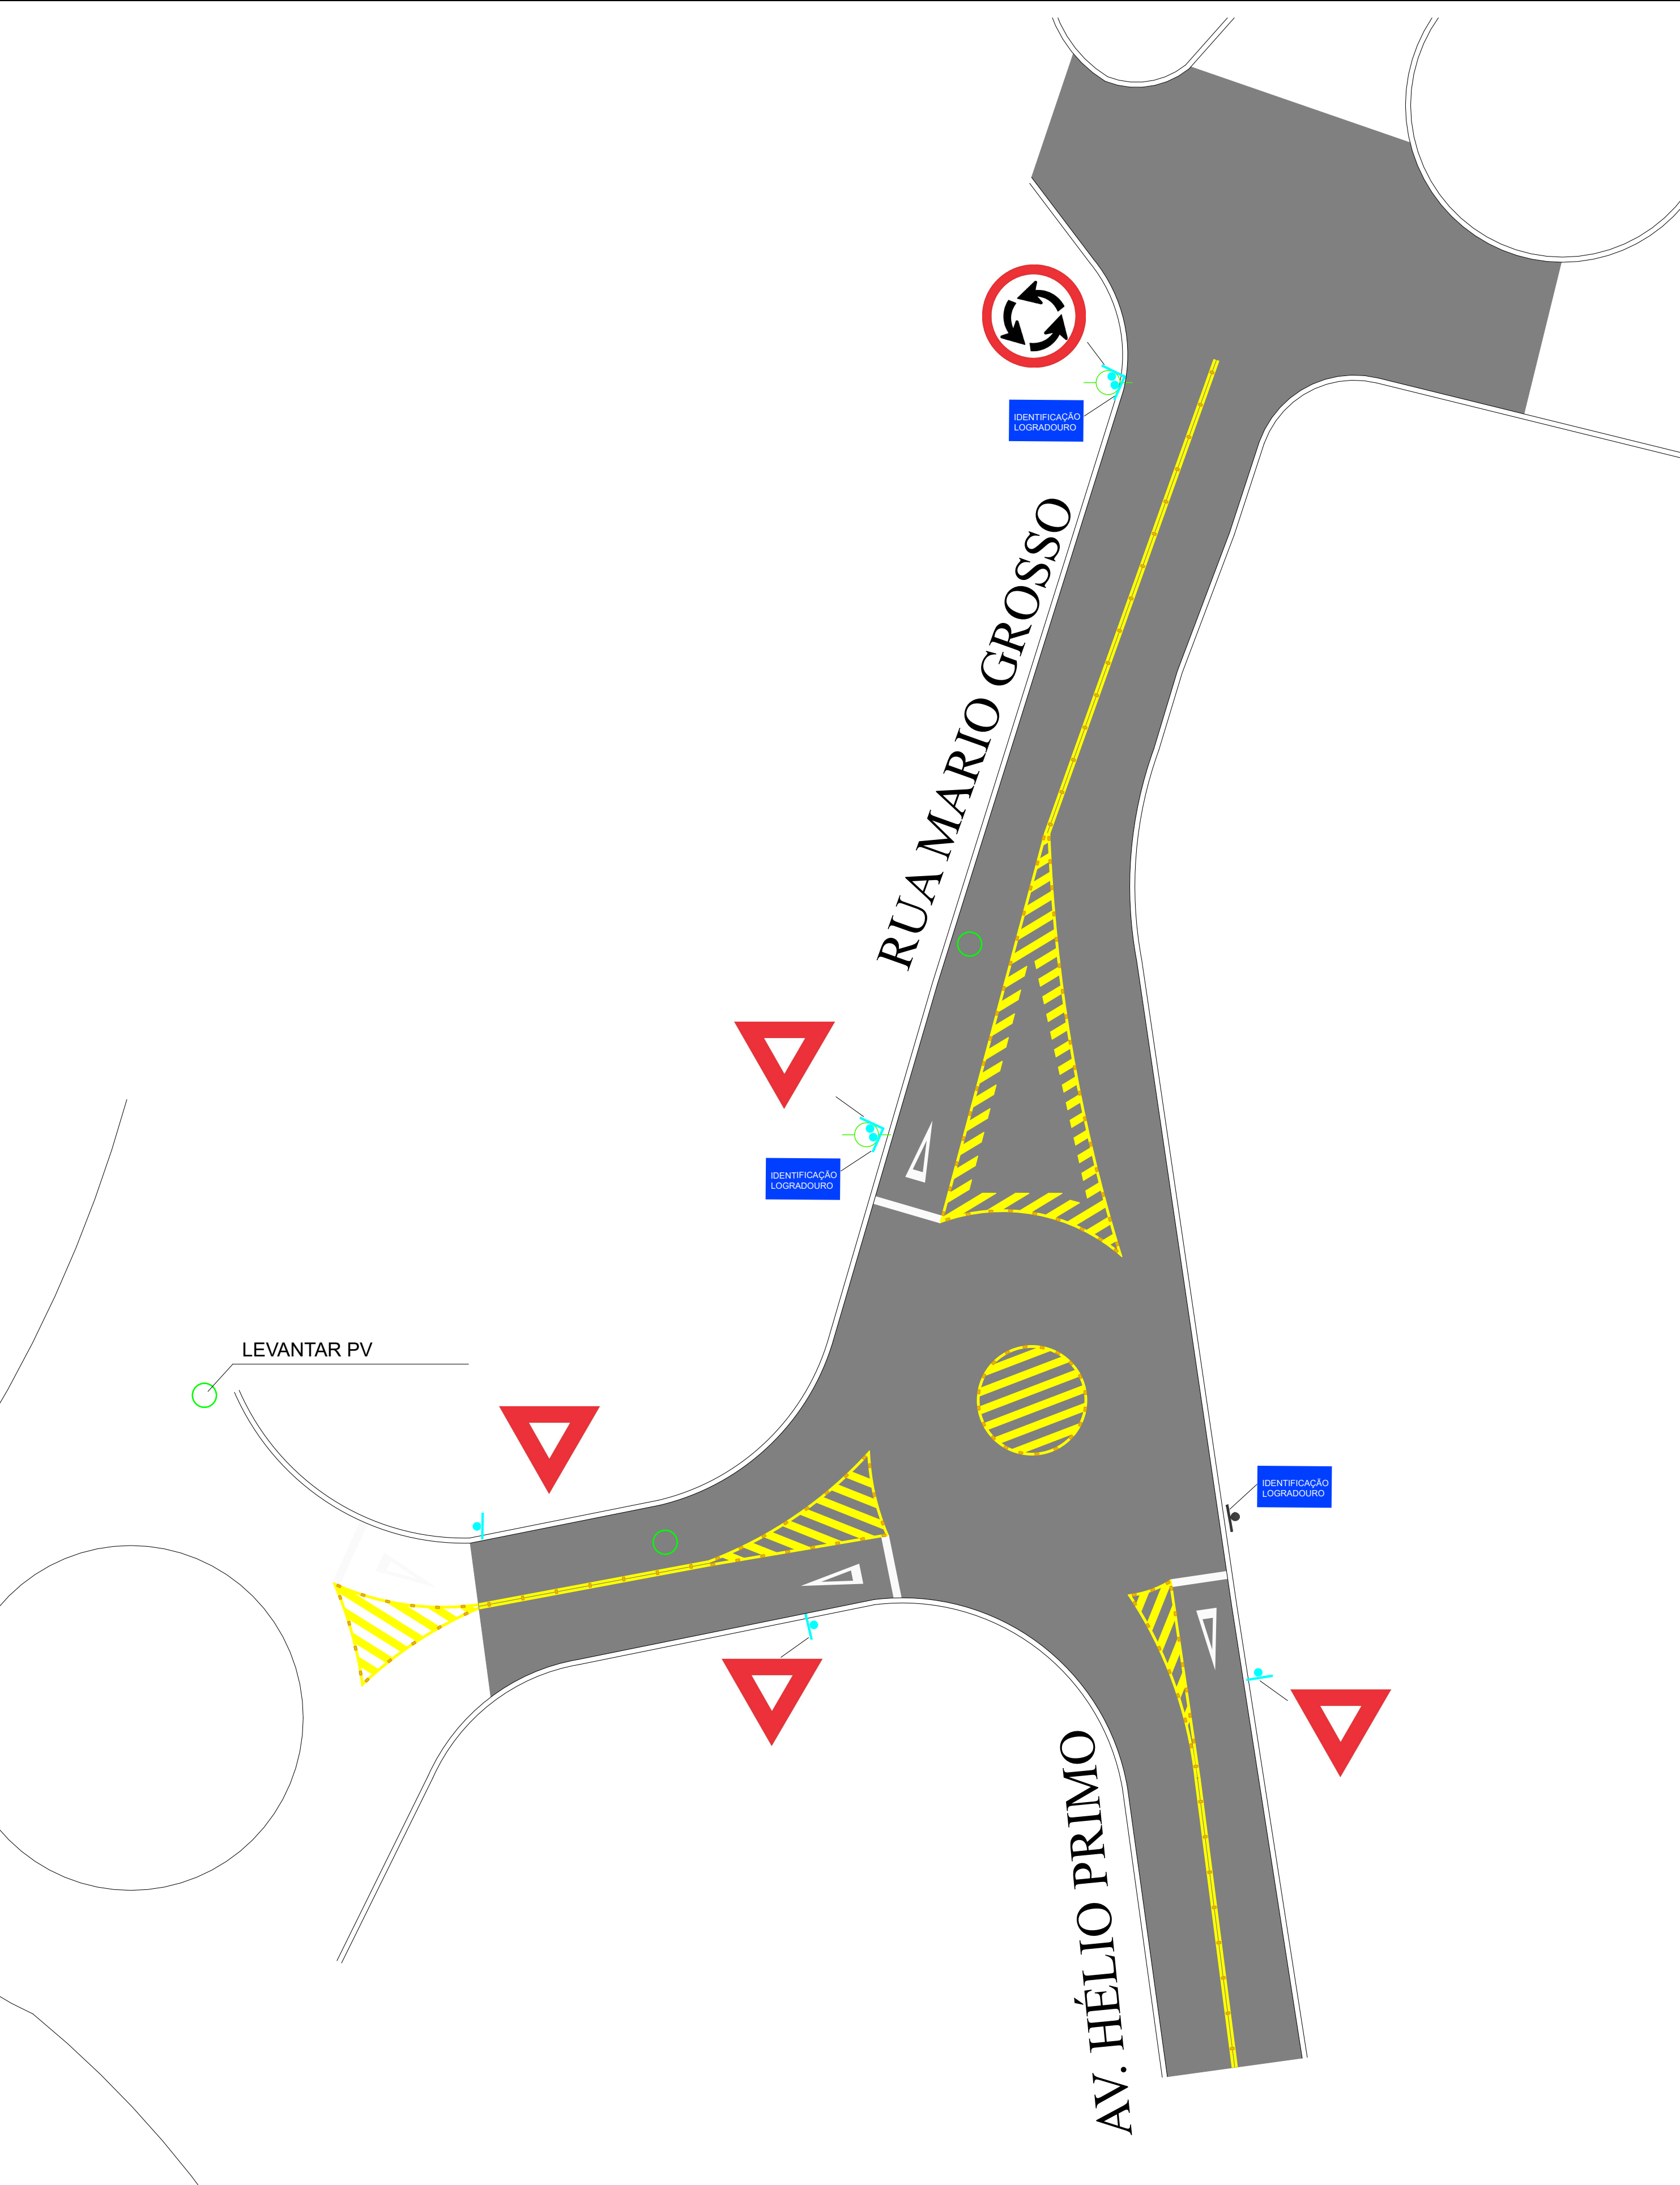 IDENTIFICAÇÃO
LOGRADOURO
RUA MARIO GROSSO
IDENTIFICAÇÃO
LOGRADOURO
LEVANTAR PV
IDENTIFICAÇÃO
LOGRADOURO
AV. HÉLIO PRIMO